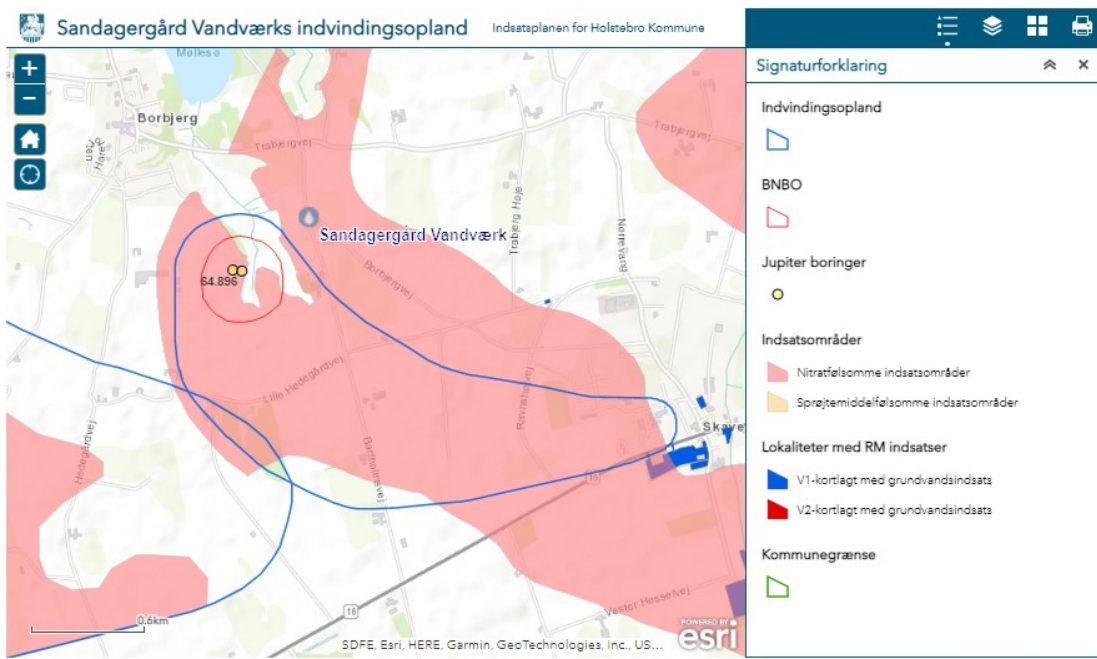 Sandagergård Vandværks indvindingsopland
Indsatsplanen for Holstebro Kommune
Signaturforklaring
Indvindingsopland
BNBO
Jupiter boringer
Indsatsområder
Nitratfølsomme indsatsområder
Sprøjtemiddelfølsomme indsatsområder
Lokaliteter med RM indsatser
V1-kortlagt med grundvandsindsats
V2-kortlagt med grundvandsindsats
Kommunegrænse
Møllesø
Borbjerg
Trabjergvej
Trabjergvej
Trabjerg Høje
Nørrevang
Sandagergård Vandværk
64.896
Borbjergvej
Lille Hedegårdvej
Ravnshøjvej
Hedegårdvej
Bartholinsvej
Skave
16
16
Vester Hesselvej
0.6km
SDFE, Esri, HERE, Garmin, GeoTechnologies, Inc., US...
POWERED BY
esri